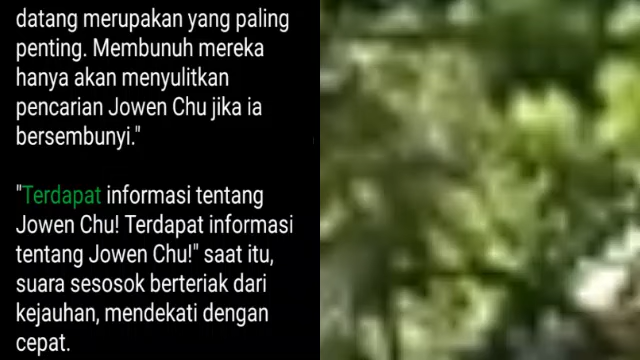 datang merupakan yang paling
penting. Membunuh mereka
hanya akan menyulitkan
pencarian Jowen Chu jika ia
bersembunyi."
"Terdapat informasi tentang
Jowen Chu! Terdapat informasi
tentang Jowen Chu!" saat itu,
suara sesosok berteriak dari
kejauhan, mendekati dengan
cepat.